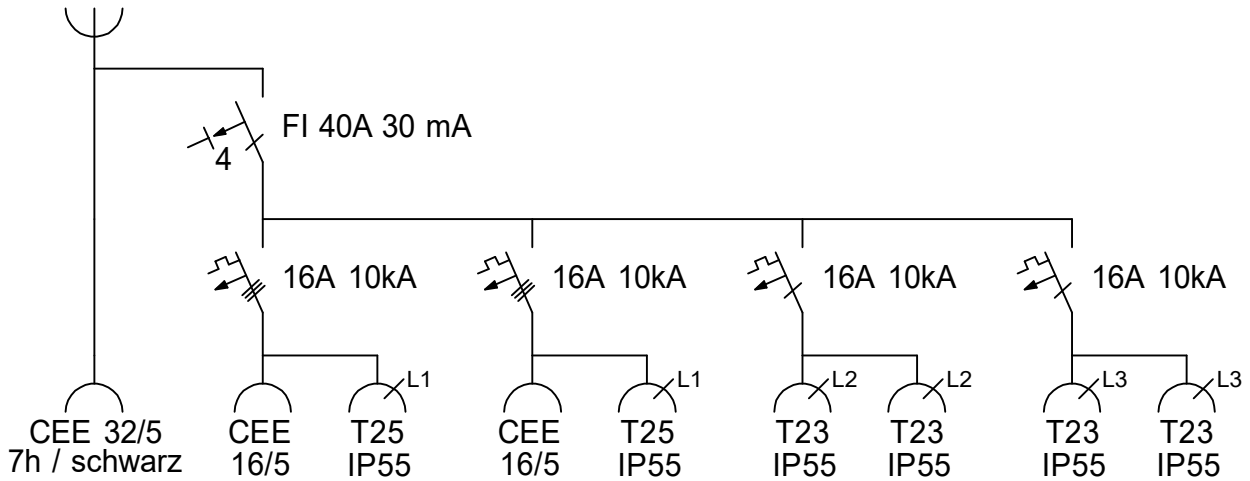 FI 40A 30 mA
4
16A 10kA
16A 10kA
16A 10kA
16A 10kA
L1
L1
L2
L2
L3
L3
CEE 32/5
7h / schwarz
CEE
16/5
T25
IP55
CEE
16/5
T25
IP55
T23
IP55
T23
IP55
T23
IP55
T23
IP55